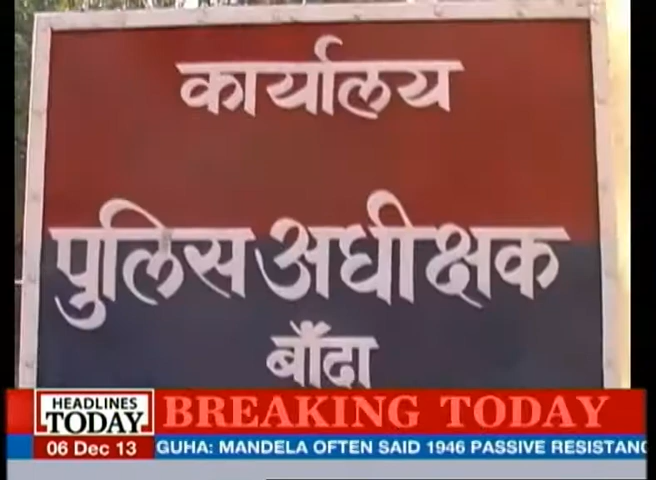 कार्यालय
पुलिस अधीक्षक
बाँदा
HEADLINES
TODAY
BREAKING TODAY
06 Dec 13
GUHA: MANDELA OFTEN SAID 1946 PASSIVE RESISTANC